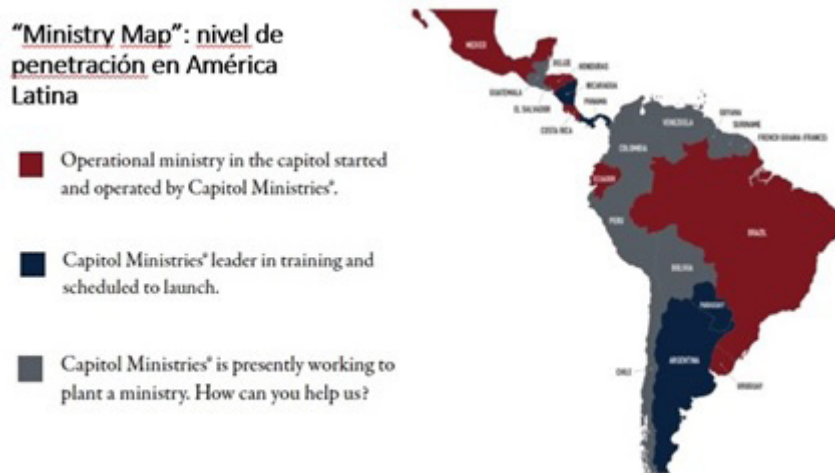 “Ministry Map”: nivel de
penetración en América
Latina
Operational ministry in the capitol started
and operated by Capitol Ministries®.
Capitol Ministries® leader in training and
scheduled to launch.
Capitol Ministries® is presently working to
plant a ministry. How can you help us?
MEXICO
BELIZE
HONDURAS
GUATEMALA
NICARAGUA
EL SALVADOR
PANAMA
COSTA RICA
VENEZUELA
GUYANA
SURINAME
FRENCH GUIANA (FRANCE)
COLOMBIA
ECUADOR
PERU
BRAZIL
BOLIVIA
PARAGUAY
CHILE
ARGENTINA
URUGUAY